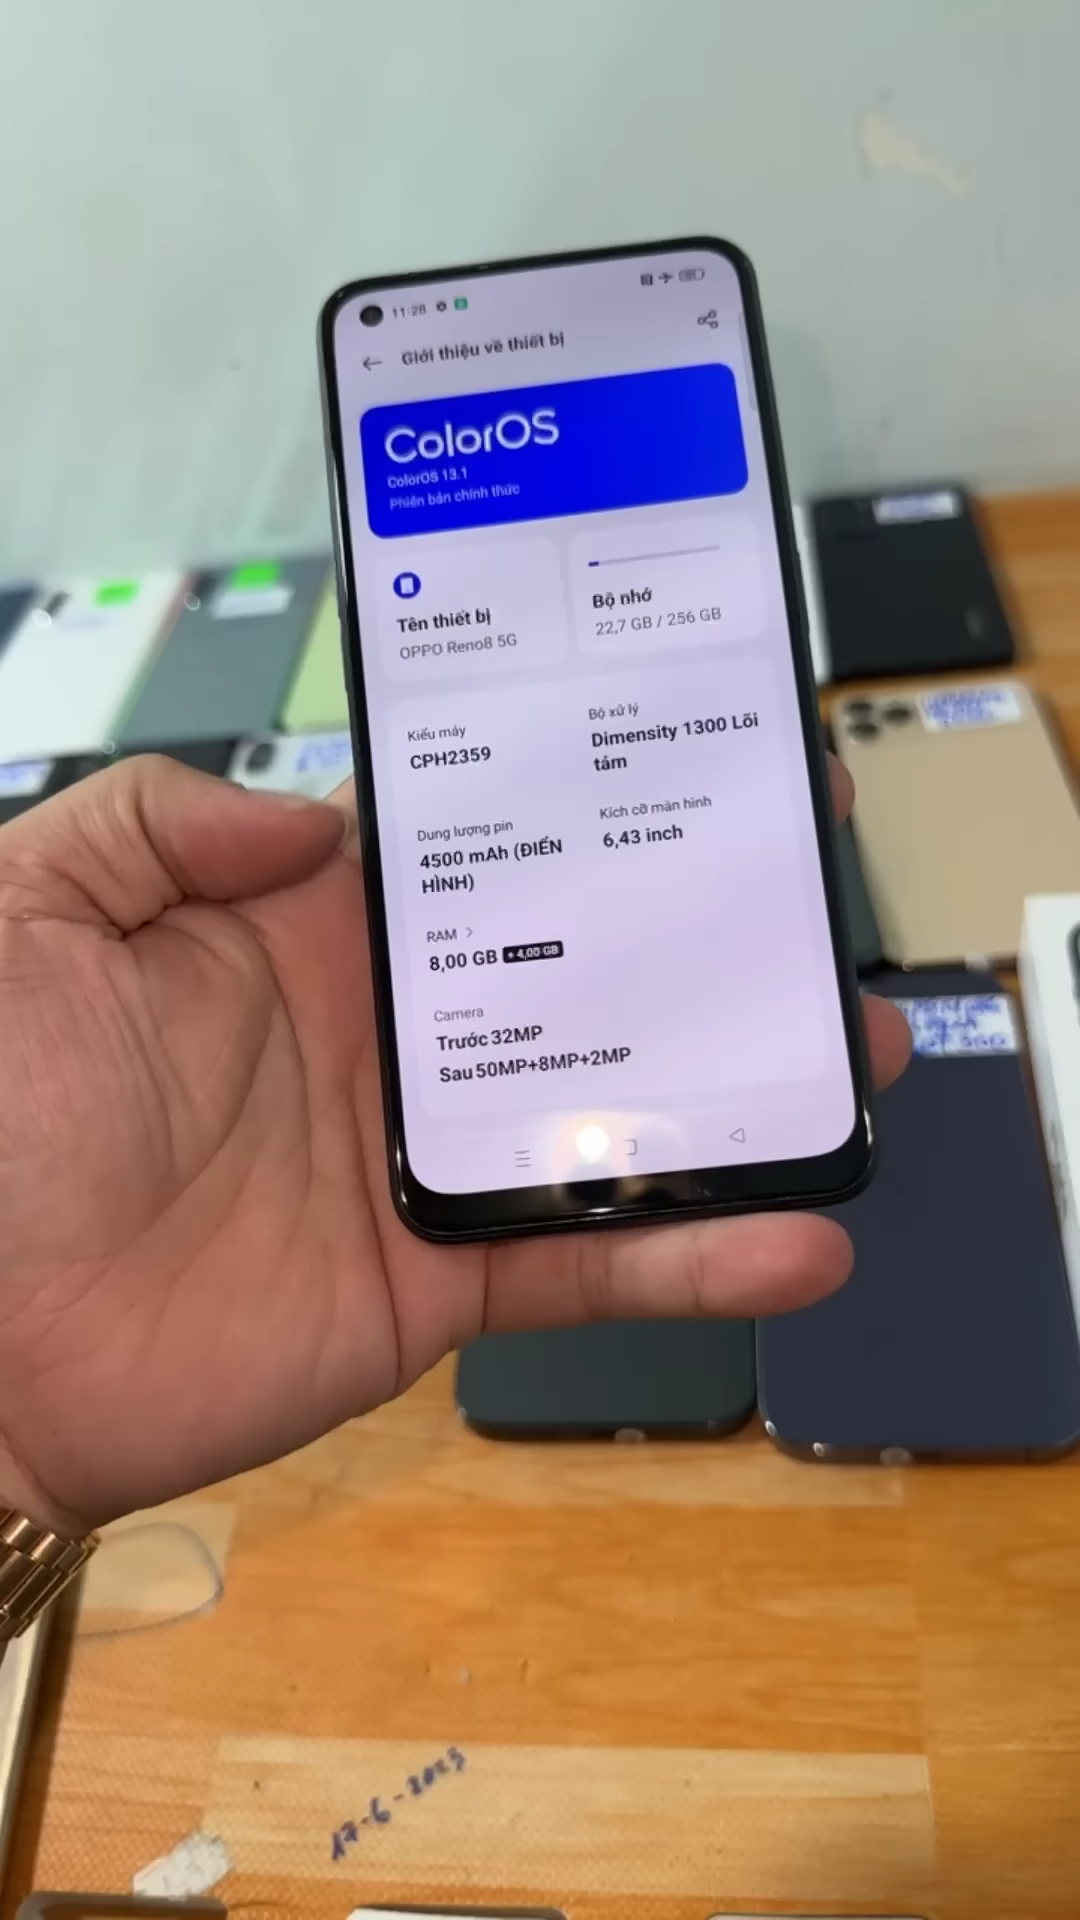 11:28
Giới thiệu về thiết bị
ColorOS
ColorOS 13.1
Phiên bản chính thức
Tên thiết bị
OPPO Reno8 5G
Bộ nhớ
22,7 GB / 256 GB
Kiểu máy
CPH2359
Bộ xử lý
Dimensity 1300 Lõi
tám
Dung lượng pin
4500 mAh (ĐIỂN
HÌNH)
Kích cỡ màn hình
6,43 inch
RAM >
8,00 GB + 4,00 GB
Camera
Trước 32MP
Sau 50MP+8MP+2MP
17-6-2023